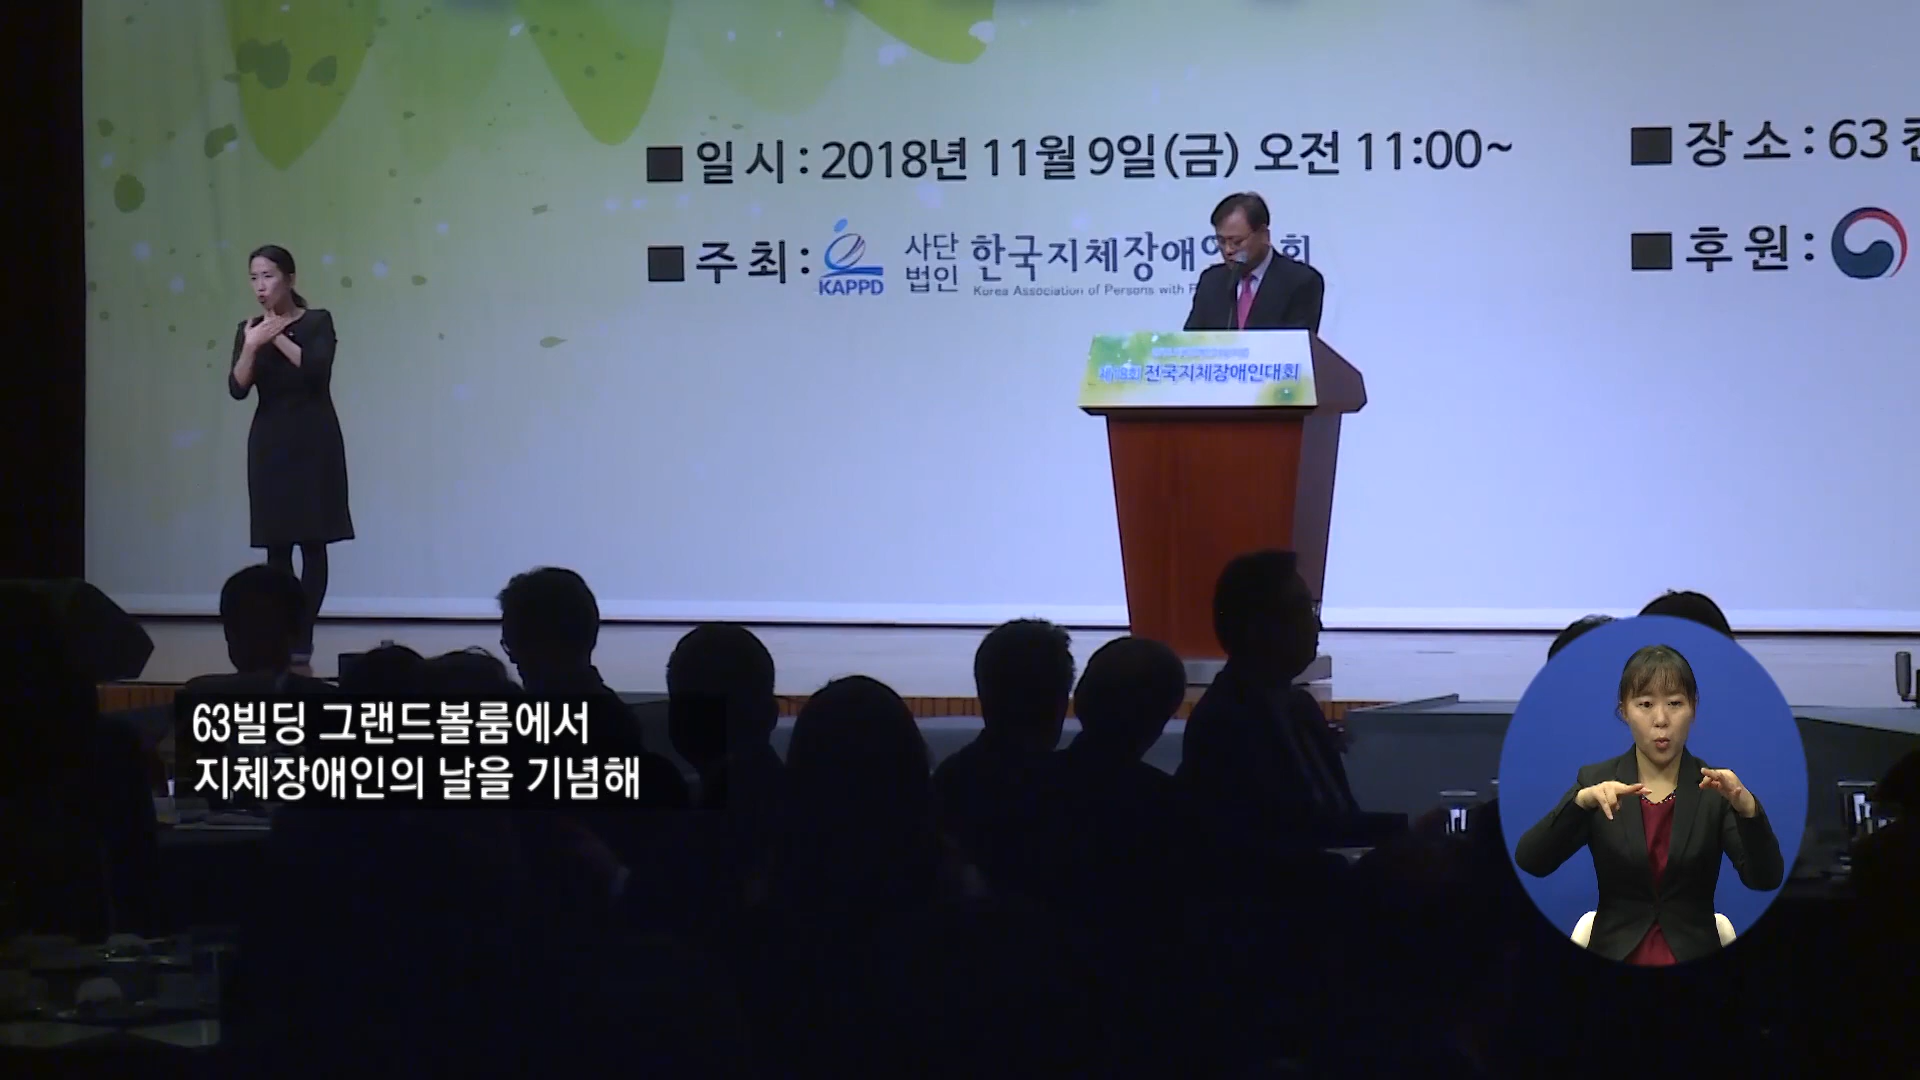 ■ 일 시 : 2018년 11월 9일(금) 오전 11:00~
■ 장 소 : 63
■ 주 최 : KAPPD 사단법인 한국지체장애
Korea Association of Persons with
■ 후 원 :
전국지체장애인대회
63빌딩 그랜드볼룸에서
지체장애인의 날을 기념해